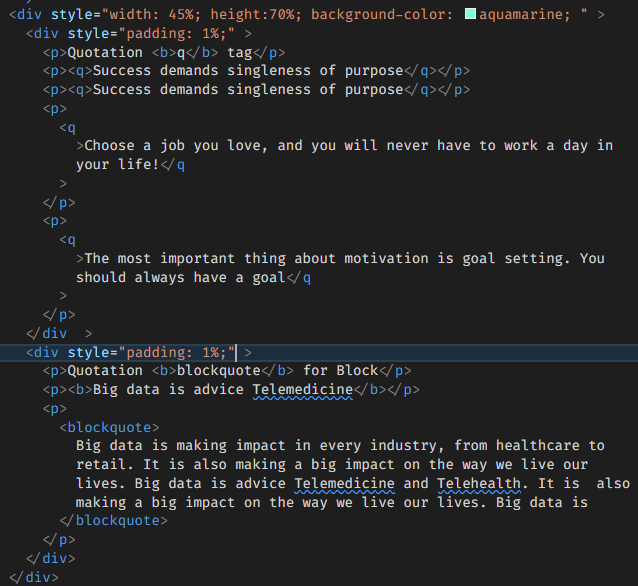 <div style="width: 45%; height:70%; background-color: aquamarine; " >
<div style="padding: 1%;" >
<p>Quotation <b>q</b> tag</p>
<p><q>Success demands singleness of purpose</q></p>
<p><q>Success demands singleness of purpose</q></p>
<p>
<q
>Choose a job you love, and you will never have to work a day in
your life!</q
>
</p>
<p>
<q
>The most important thing about motivation is goal setting. You
should always have a goal</q
>
</p>
</div  >
<div style="padding: 1%;" >
<p>Quotation <b>blockquote</b> for Block</p>
<p><b>Big data is advice Telemedicine</b></p>
<p>
<blockquote>
Big data is making impact in every industry, from healthcare to
retail. It is also making a big impact on the way we live our
lives. Big data is advice Telemedicine and Telehealth. It is  also
making a big impact on the way we live our lives. Big data is
</blockquote>
</p>
</div>
</div>